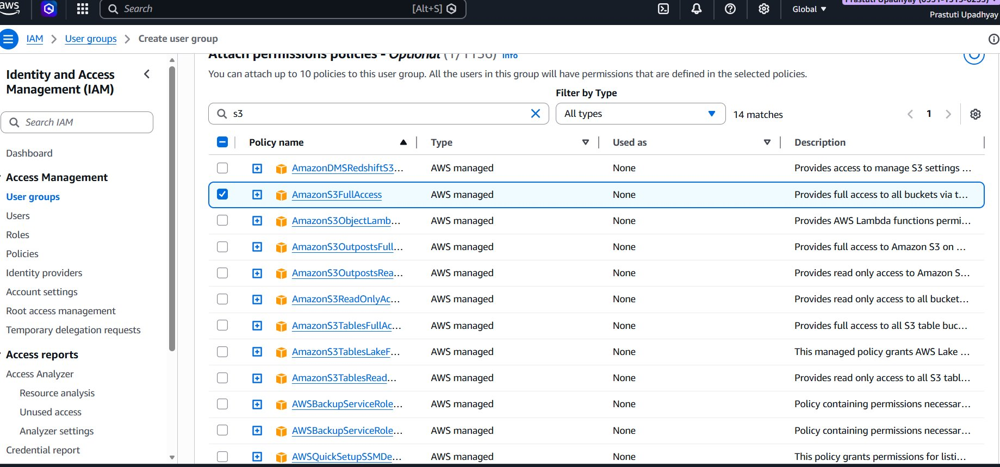 aws
Search
[Alt+S]
Global
Prastuti Upadhyay
IAM > User groups > Create user group
Identity and Access
Management (IAM)
Search IAM
Dashboard
Access Management
User groups
Users
Roles
Policies
Identity providers
Account settings
Root access management
Temporary delegation requests
Access reports
Access Analyzer
Resource analysis
Unused access
Analyzer settings
Credential report
Attach permissions policies - Optional (1/1156) Info
You can attach up to 10 policies to this user group. All the users in this group will have permissions that are defined in the selected policies.
Filter by Type
s3
All types
14 matches
1
Policy name Type Used as Description
AmazonDMSRedshiftS3... AWS managed None Provides access to manage S3 settings ...
AmazonS3FullAccess AWS managed None Provides full access to all buckets via t...
AmazonS3ObjectLamb... AWS managed None Provides AWS Lambda functions permi...
AmazonS3OutpostsFull... AWS managed None Provides full access to Amazon S3 on ...
AmazonS3OutpostsRea... AWS managed None Provides read only access to Amazon S...
AmazonS3ReadOnlyAc... AWS managed None Provides read only access to all bucket...
AmazonS3TablesFullAc... AWS managed None Provides full access to all S3 table buc...
AmazonS3TablesLakeF... AWS managed None This managed policy grants AWS Lake ...
AmazonS3TablesRead... AWS managed None Provides read only access to all S3 tabl...
AWSBackupServiceRole... AWS managed None Policy containing permissions necessar...
AWSBackupServiceRole... AWS managed None Policy containing permissions necessar...
AWSQuickSetupSSMDe... AWS managed None This policy grants permissions for listi...